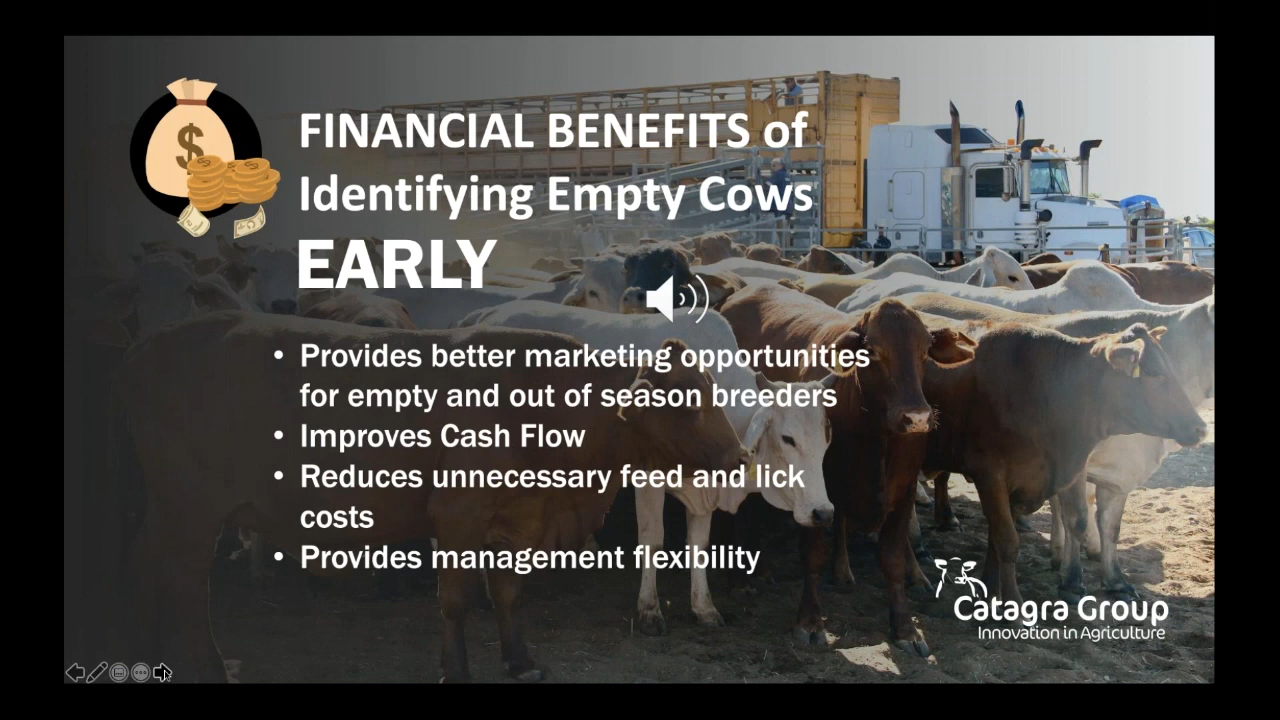 FINANCIAL BENEFITS of
Identifying Empty Cows
EARLY
• Provides better marketing opportunities
for empty and out of season breeders
• Improves Cash Flow
• Reduces unnecessary feed and lick
costs
• Provides management flexibility
$
Catagra Group
Innovation in Agriculture